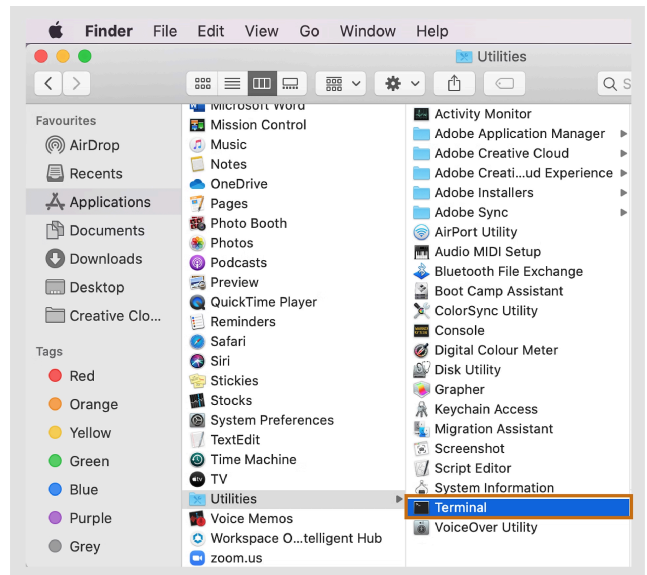 Finder File Edit View Go Window Help
Utilities
S
Favourites
AirDrop
Recents
Applications
Documents
Downloads
Desktop
Creative Clo...
Tags
Red
Orange
Yellow
Green
Blue
Purple
Grey
Microsoft Word
Mission Control
Music
Notes
OneDrive
Pages
Photo Booth
Photos
Podcasts
Preview
QuickTime Player
Reminders
Safari
Siri
Stickies
Stocks
System Preferences
TextEdit
Time Machine
TV
Utilities
Voice Memos
Workspace O...telligent Hub
zoom.us
Activity Monitor
Adobe Application Manager
Adobe Creative Cloud
Adobe Creati...ud Experience
Adobe Installers
Adobe Sync
AirPort Utility
Audio MIDI Setup
Bluetooth File Exchange
Boot Camp Assistant
ColorSync Utility
Console
Digital Colour Meter
Disk Utility
Grapher
Keychain Access
Migration Assistant
Screenshot
Script Editor
System Information
Terminal
VoiceOver Utility